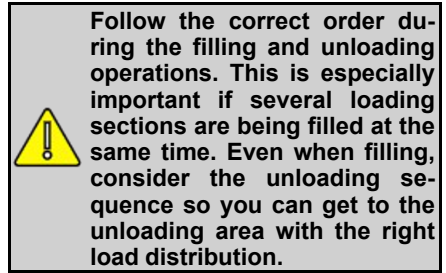 Follow the correct order du-
ring the filling and unloading
operations. This is especially
important if several loading
sections are being filled at the
same time. Even when filling,
consider the unloading se-
quence so you can get to the
unloading area with the right
load distribution.